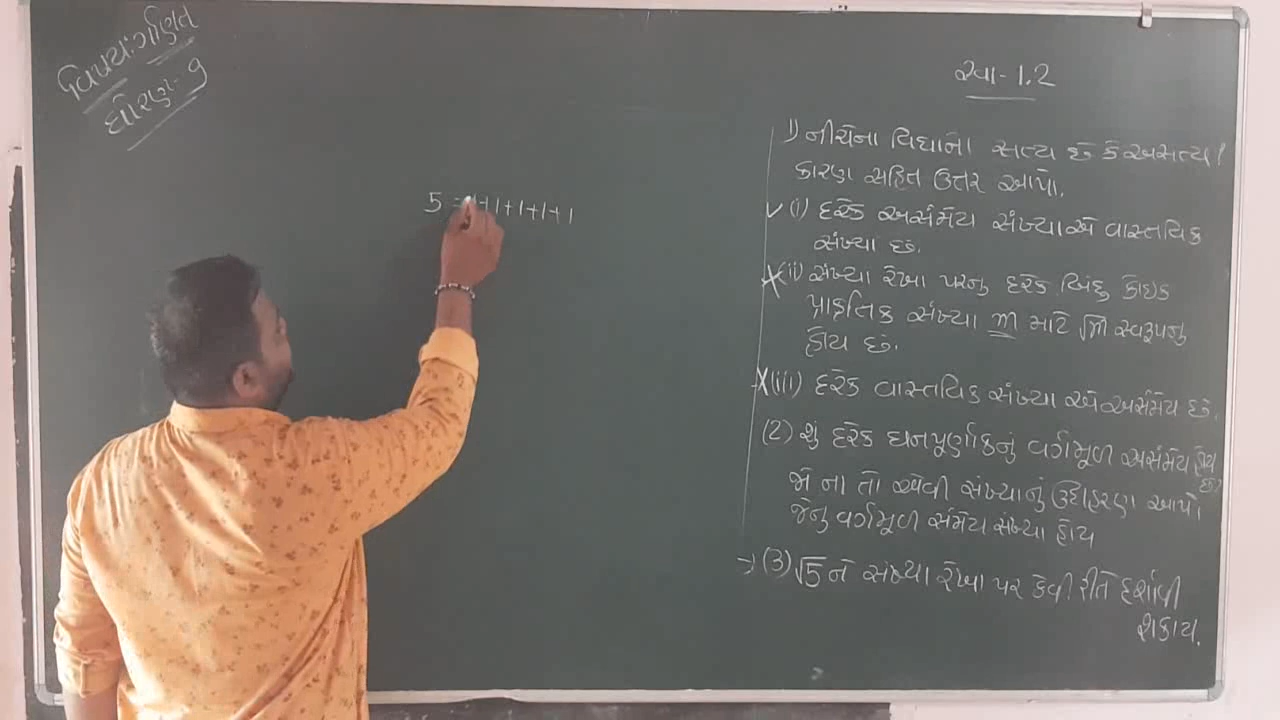 વિષય:ગણિત
ધોરણ-9
5 = 1+1+1+1+1
સ્વા-1.2
1) નીચેના વિધાનો સત્ય છે કે અસત્ય?
કારણ સહિત ઉત્તર આપો.
✓(i) દરેક અસંમેય સંખ્યા એ વાસ્તવિક
સંખ્યા છે.
X(ii) સંખ્યા રેખા પરનુ દરેક બિંદુ કોઇક
પ્રાકૃતિક સંખ્યા m માટે √m સ્વરૂપનુ
હોય છે.
X(iii) દરેક વાસ્તવિક સંખ્યા એ અસંમેય છે.
(2) શું દરેક ધનપૂર્ણાંકનું વર્ગમૂળ અસંમેય હોય
છે?
જો ના તો એવી સંખ્યાનું ઉદાહરણ આપો.
જેનુ વર્ગમૂળ સંમેય સંખ્યા હોય
→(3) √5 ને સંખ્યા રેખા પર કેવી રીતે દર્શાવી
શકાય.